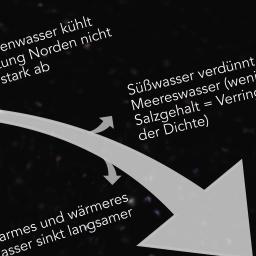 enwasser kühlt
ung Norden nicht
stark ab
Süßwasser verdünnt
Meereswasser (weni
Salzgehalt = Verring
der Dichte)
armes und wärmeres
asser sinkt langsamer